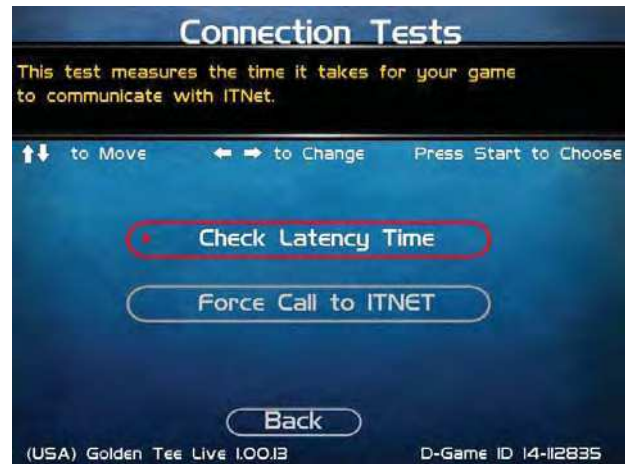 Connection Tests
This test measures the time it takes for your game
to communicate with ITNet.
to Move to Change Press Start to Choose
Check Latency Time
Force Call to ITNET
Back
(USA) Golden Tee Live 1.00.13 D-Game ID 14-112835